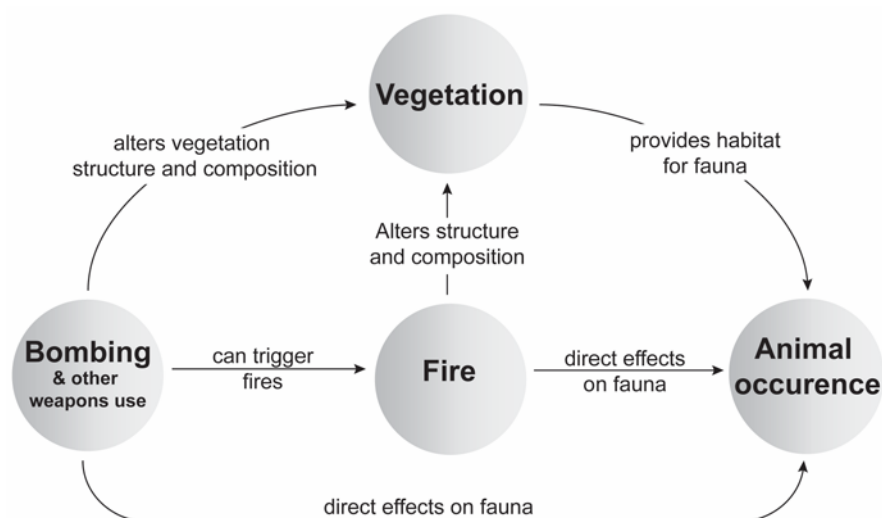 Vegetation
alters vegetation
structure and composition
provides habitat
for fauna
Alters structure
and composition
Bombing
& other
weapons use
can trigger
fires
Fire
direct effects
on fauna
Animal
occurence
direct effects on fauna